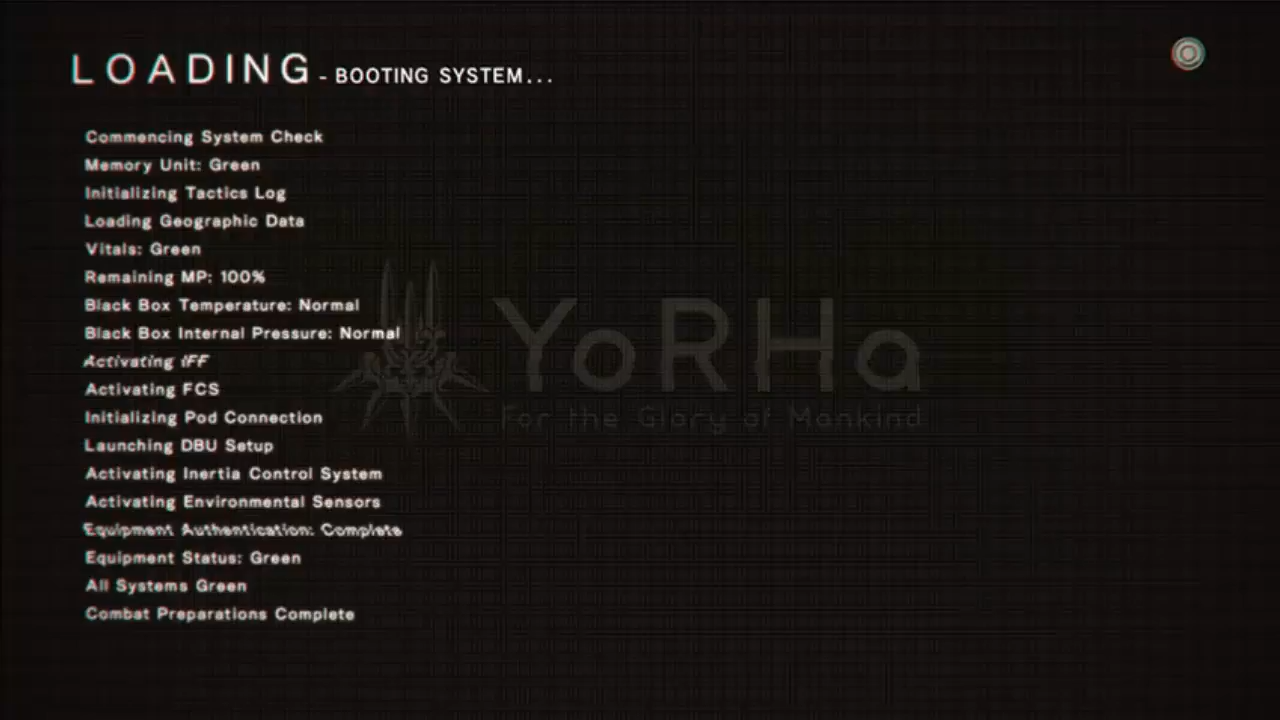 LOADING - BOOTING SYSTEM...
Commencing System Check
Memory Unit: Green
Initializing Tactics Log
Loading Geographic Data
Vitals: Green
Remaining MP: 100%
Black Box Temperature: Normal
Black Box Internal Pressure: Normal
Activating IFF
Activating FCS
Initializing Pod Connection
Launching DBU Setup
Activating Inertia Control System
Activating Environmental Sensors
Equipment Authentication: Complete
Equipment Status: Green
All Systems Green
Combat Preparations Complete
YoRHa
For the Glory of Mankind